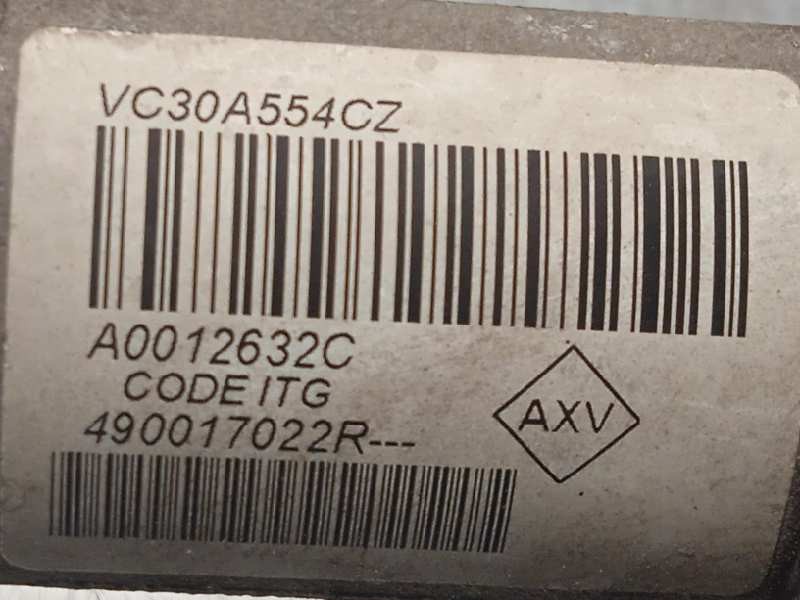 VC30A554CZ
A0012632C
CODE ITG
490017022R---
AXV